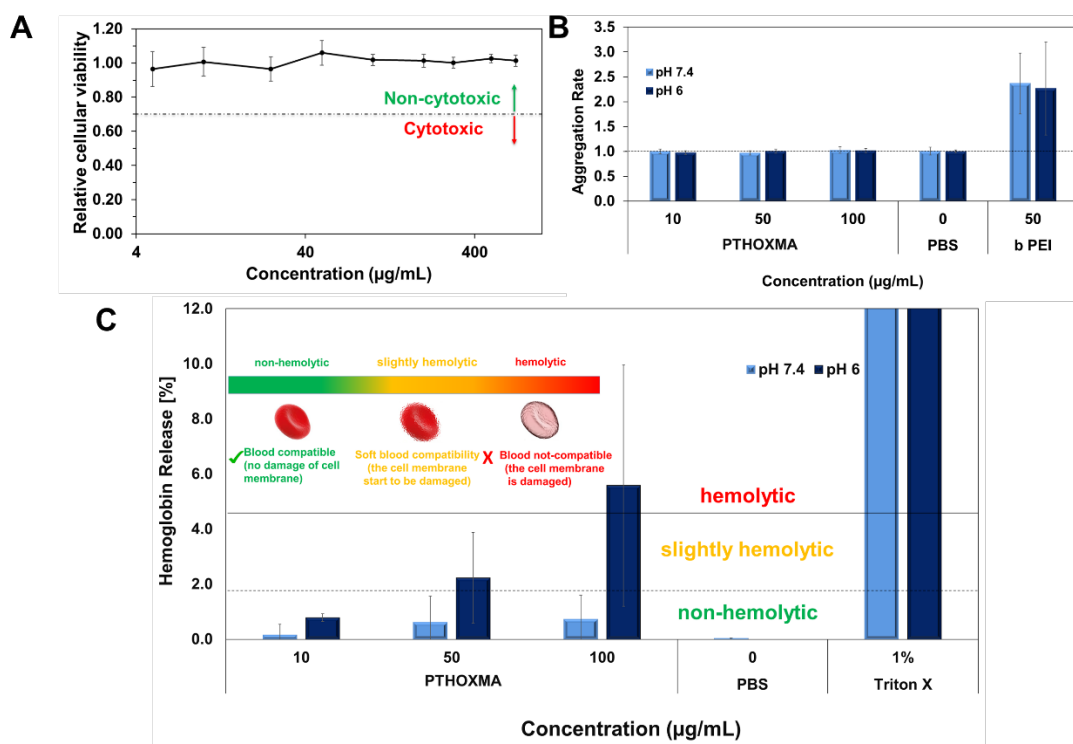 A
1.20
1.00
0.80
0.60
0.40
0.20
0.00
Relative cellular viability
Non-cytotoxic
Cytotoxic
4
40
400
Concentration (µg/mL)
B
4.0
3.5
3.0
2.5
2.0
1.5
1.0
0.5
0.0
Aggregation Rate
pH 7.4
pH 6
10
50
100
0
50
PTHOXMA
PBS
b PEI
Concentration (µg/mL)
C
12.0
10.0
8.0
6.0
4.0
2.0
0.0
Hemoglobin Release [%]
non-hemolytic
slightly hemolytic
hemolytic
Blood compatible
(no damage of cell
membrane)
Soft blood compatibility
(the cell membrane
start to be damaged)
X
Blood not-compatible
(the cell membrane
is damaged)
pH 7.4
pH 6
hemolytic
slightly hemolytic
non-hemolytic
10
50
100
0
1%
PTHOXMA
PBS
Triton X
Concentration (µg/mL)